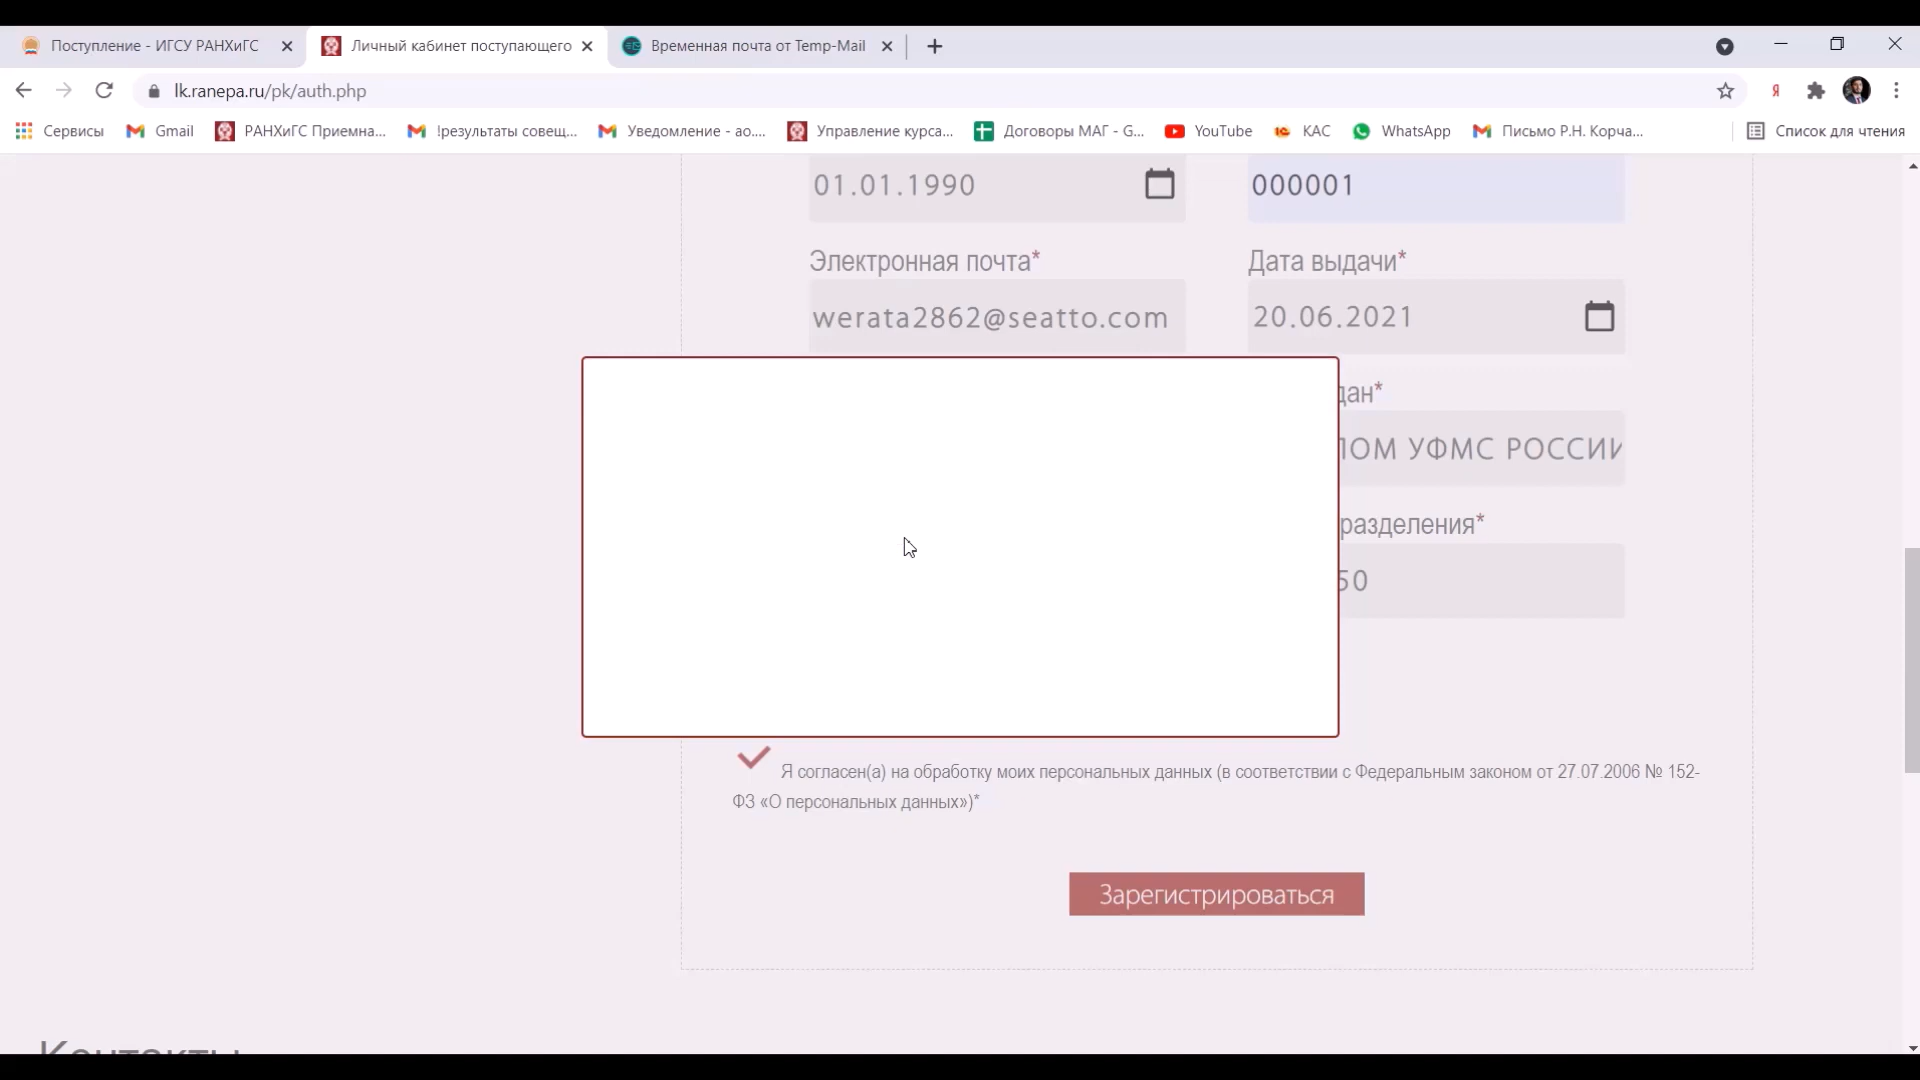 Поступление - ИГСУ РАНХиГС
Личный кабинет поступающего
Временная почта от Temp-Mail
lk.ranepa.ru/pk/auth.php
Сервисы
Gmail
РАНХиГС Приемна...
!результаты совещ...
Уведомление - ао....
Управление курса...
Договоры МАГ - G...
YouTube
КАС
WhatsApp
Письмо Р.Н. Корча...
Список для чтения
01.01.1990
000001
Электронная почта*
Дата выдачи*
werata2862@seatto.com
20.06.2021
дан*
ЛОМ УФМС РОССИИ
разделения*
50
Я согласен(а) на обработку моих персональных данных (в соответствии с Федеральным законом от 27.07.2006 № 152-
ФЗ «О персональных данных»)*
Зарегистрироваться
Контакты